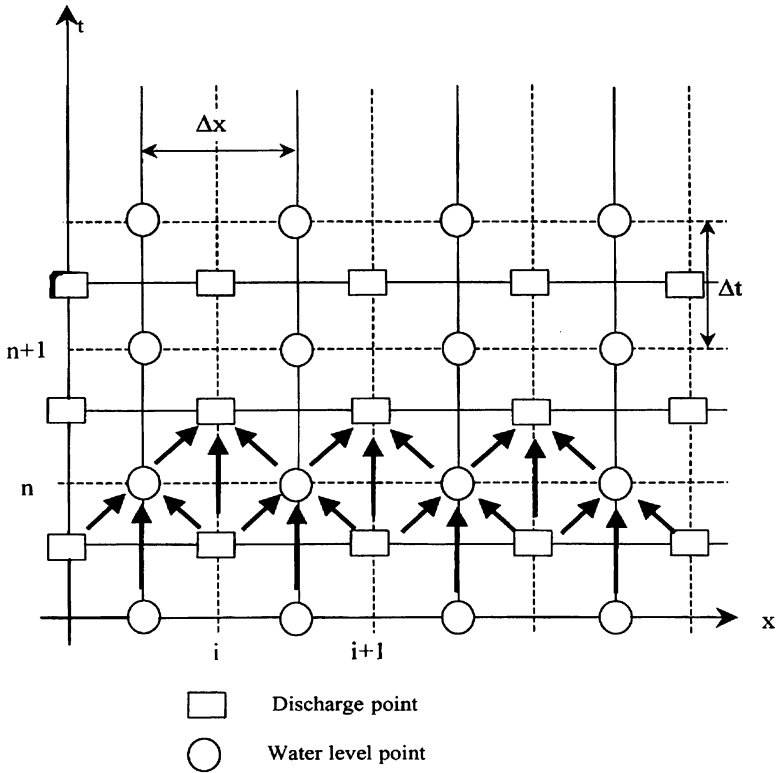 t
Δx
Δt
n+1
n
x
i
i+1
Discharge point
Water level point